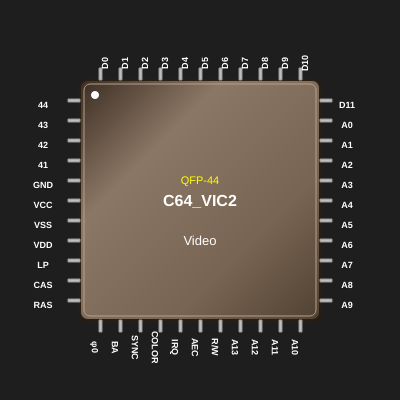 D0 D1 D2 D3 D4 D5 D6 D7 D8 D9 D10
44
43
42
41
GND
VCC
VSS
VDD
LP
CAS
RAS
QFP-44
C64_VIC2
Video
D11
A0
A1
A2
A3
A4
A5
A6
A7
A8
A9
φ0 BA SYNC COLOR IRQ AEC R/W A13 A12 A11 A10